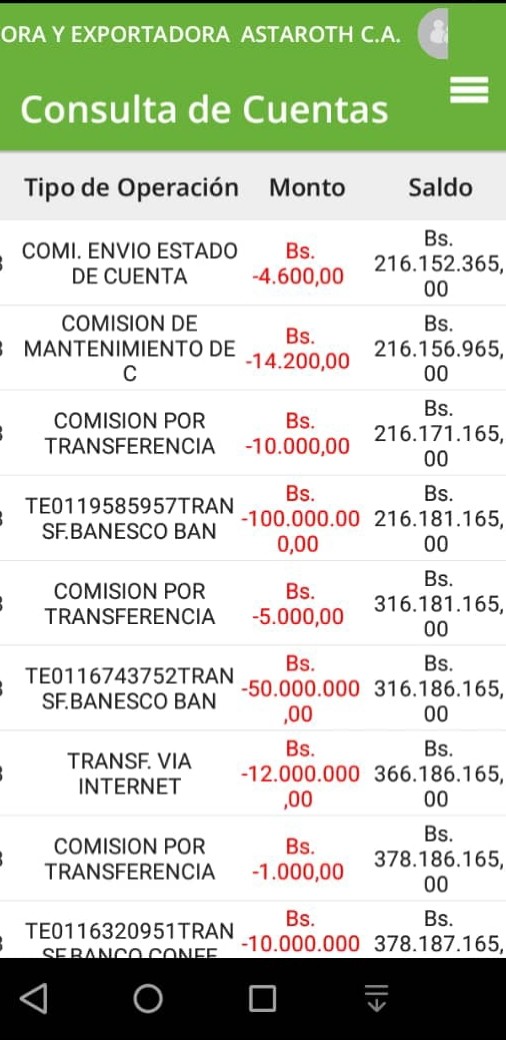 ORA Y EXPORTADORA ASTAROTH C.A.
Consulta de Cuentas
Tipo de Operación Monto Saldo
COMI. ENVIO ESTADO DE CUENTA Bs. -4.600,00 Bs. 216.152.365,00
COMISION DE MANTENIMIENTO DE C Bs. -14.200,00 Bs. 216.156.965,00
COMISION POR TRANSFERENCIA Bs. -10.000,00 Bs. 216.171.165,00
TE0119585957TRANSF.BANESCO BAN Bs. -100.000.000,00 Bs. 216.181.165,00
COMISION POR TRANSFERENCIA Bs. -5.000,00 Bs. 316.181.165,00
TE0116743752TRANSF.BANESCO BAN Bs. -50.000.000,00 Bs. 316.186.165,00
TRANSF. VIA INTERNET Bs. -12.000.000,00 Bs. 366.186.165,00
COMISION POR TRANSFERENCIA Bs. -1.000,00 Bs. 378.186.165,00
TE0116320951TRANSF.BANCO CONFE Bs. -10.000.000 Bs. 378.187.165,